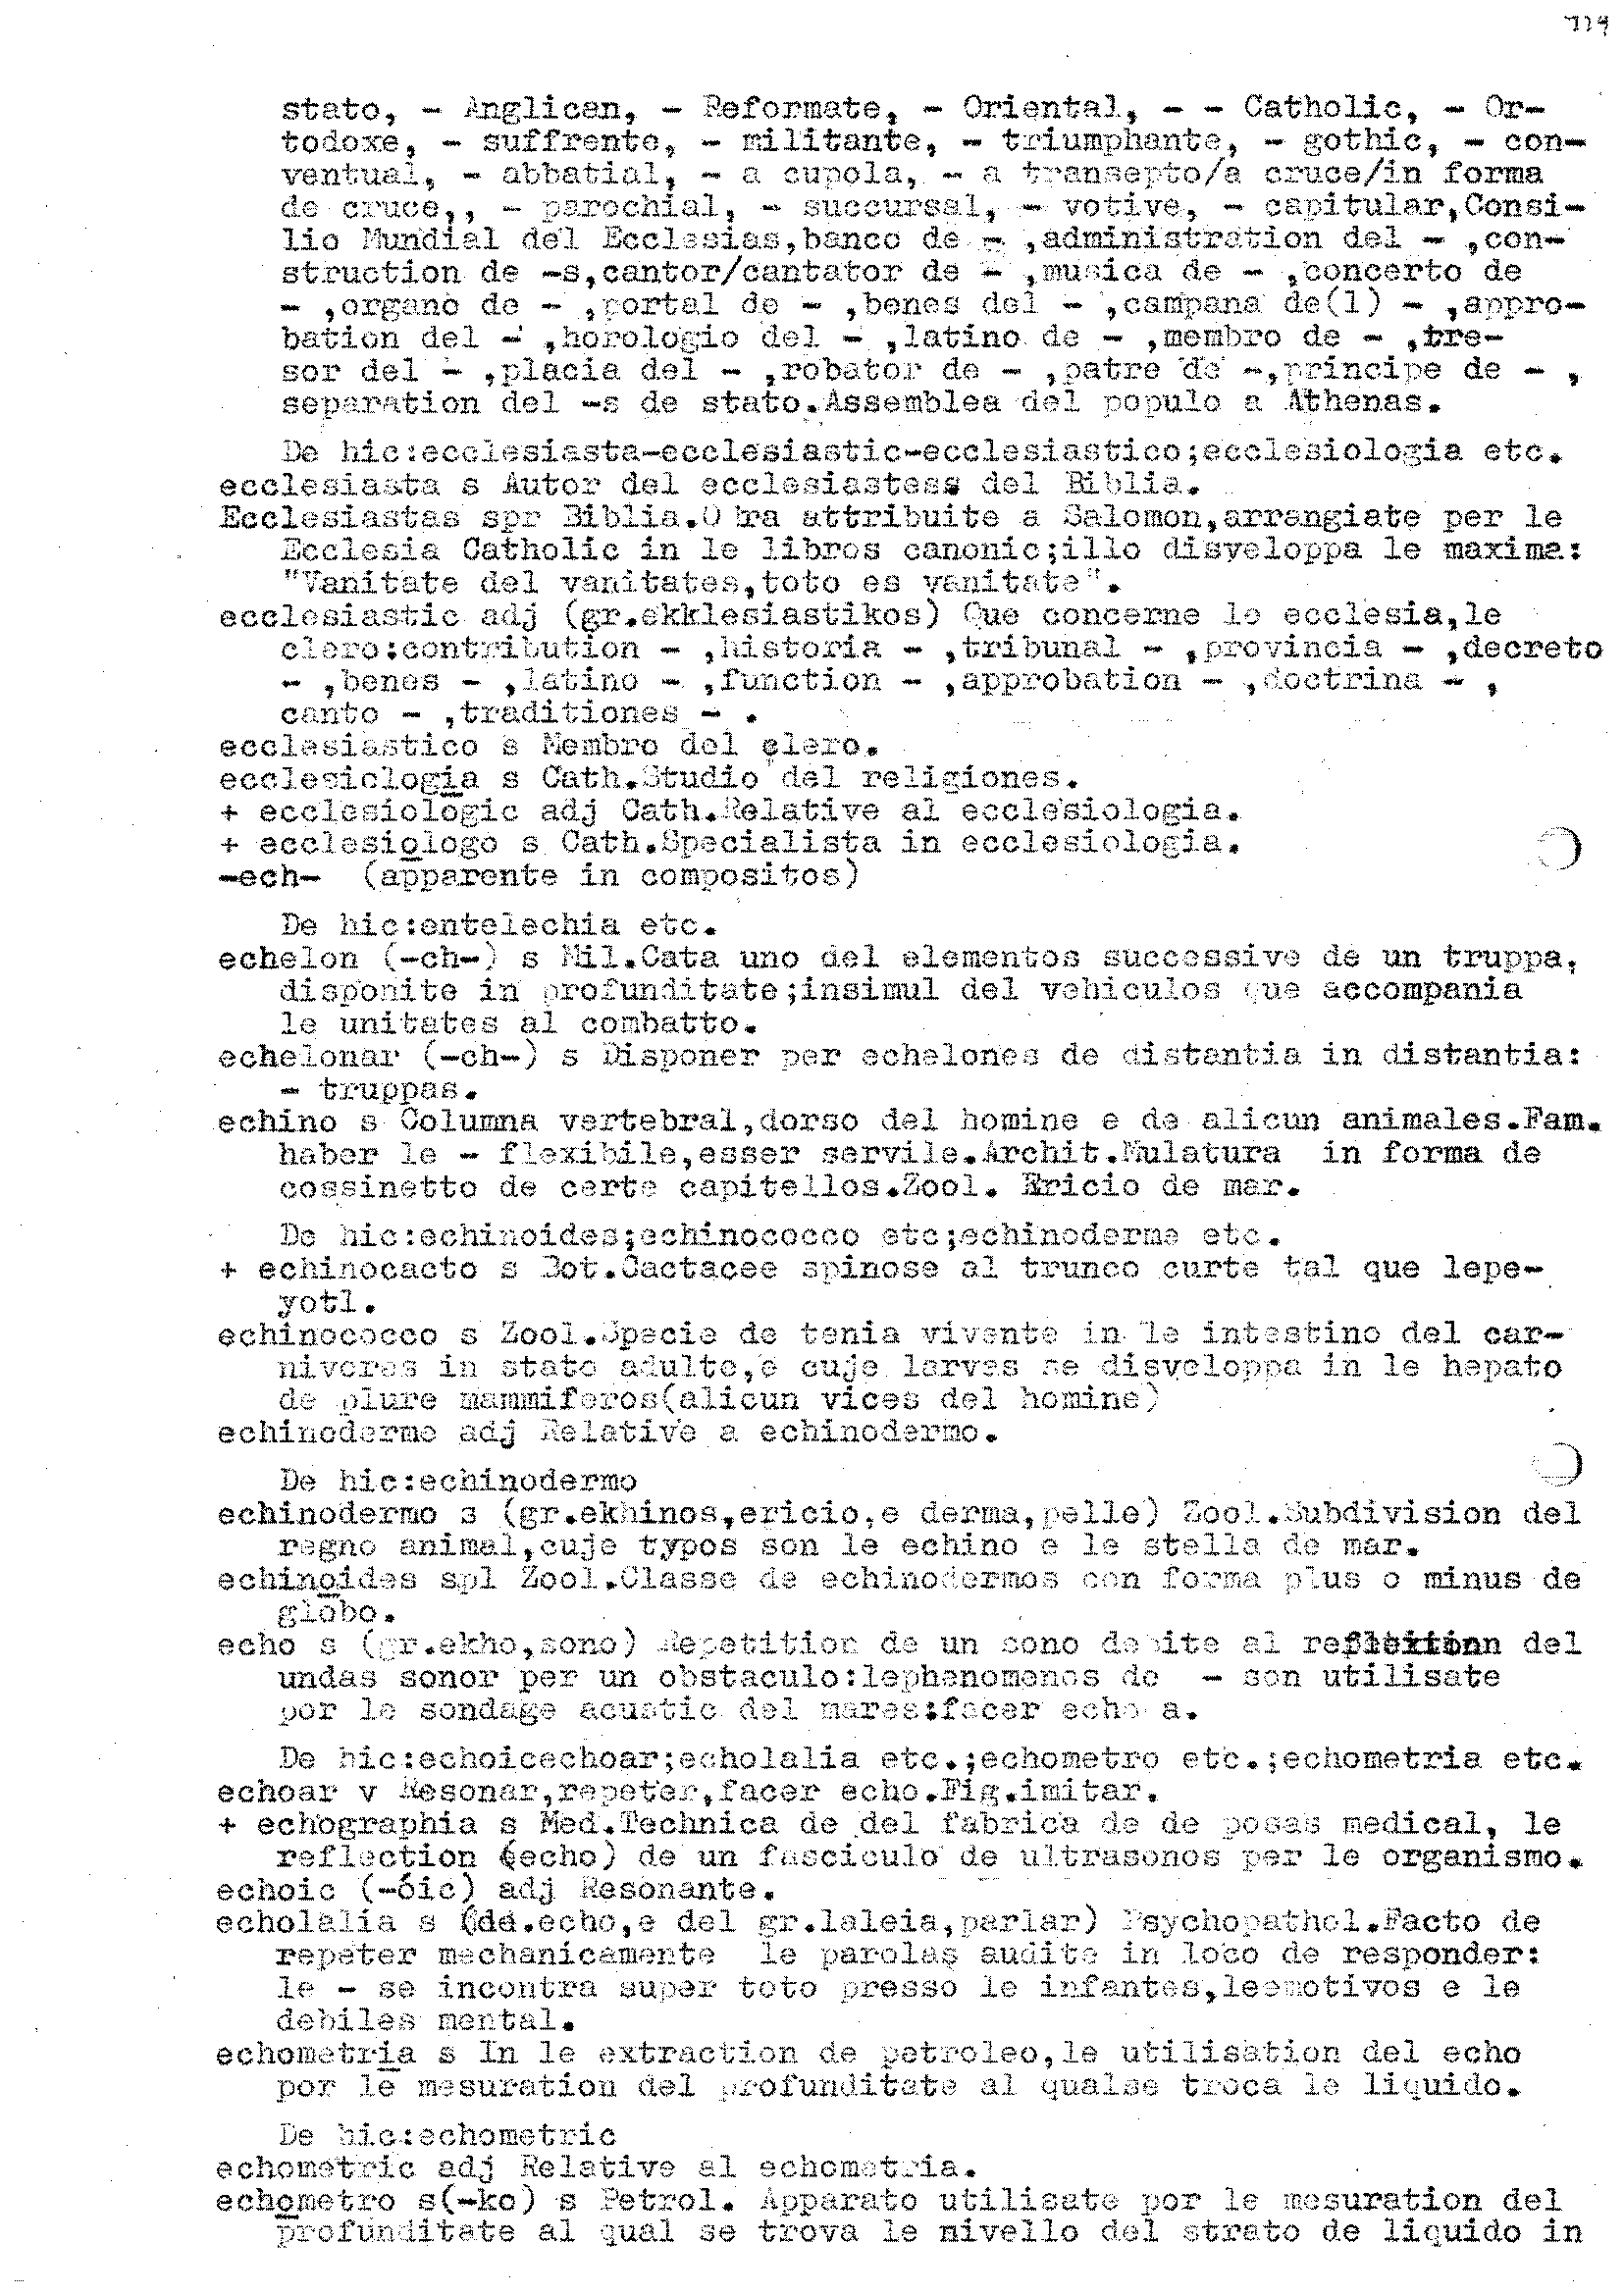 stato, - Anglican, - Reformate, - Oriental, - - Catholic, - Or-
todoxe, - suffrente, - militante, - triumphante, - gothic, - con-
ventual, - abbatial, - a cupola, - a transepto/a cruce/in forma
de cruce,, - parochial, - succursal, - votive, - capitular,Consi-
lio Mundial del Ecclesias,banco de - ,administration del - ,con-
struction de -s,cantor/cantator de - ,musica de - ,concerto de
- ,organo de - ,portal de - ,benes del - ,campana de(l) - ,appro-
bation del - ,horologio del - ,latino de - ,membro de - ,tre-
sor del - ,placia del - ,robator de - ,patre de -,principe de - ,
separation del -s de stato.Assemblea del populo a Athenas.
De hic:ecclesiasta-ecclesiastic-ecclesiastico;ecclesiologia etc.
ecclesiasta s Autor del ecclesiastess del Biblia.
Ecclesiastas spr Biblia.Obra attribuite a Salomon,arrangiate per le
Ecclesia Catholic in le libros canonic;illo disveloppa le maxima:
"Vanitate del vanitates,toto es vanitate".
ecclesiastic adj (gr.ekklesiastikos) Que concerne le ecclesia,le
clero:contribution - ,historia - ,tribunal - ,provincia - ,decreto
- ,benes - ,latino - ,function - ,approbation - ,doctrina - ,
canto - ,traditiones - .
ecclesiastico s Membro del clero.
ecclesiologia s Cath.Studio del religiones.
+ ecclesiologic adj Cath.Relative al ecclesiologia.
+ acclesiologo s Cath.Specialista in ecclesiologia.
-ech- (apparente in compositos)
De hic:entelechia etc.
echelon (-ch-) s Mil.Cata uno del elementos successive de un truppa,
disponite in profunditate;insimul del vehiculos que accompania
le unitates al combatto.
echelonar (-ch-) s Disponer per echelones de distantia in distantia:
- truppas.
echino s Columna vertebral,dorso del homine e de alicun animales.Fam.
haber le - flexibile,esser servile.Archit.Mulatura in forma de
cossinetto de certe capitellos.Zool. Ericio de mar.
De hic:echinoides;echinococco etc;echinoderme etc.
+ echinocacto s Bot.Cactacee spinose al trunco curte tal que lepe-
yotl.
echinococco s Zool.Specie de tenia vivente in le intestino del car-
nivores in stato adulte,e cuje larves se disveloppa in le hepato
de plure mammiferos(alicun vices del homine)
echinoderme adj Relative a echinodermo.
De hic:echinodermo
echinodermo s (gr.ekhinos,ericio,e derma,pelle) Zool.Subdivision del
regno animal,cuje typos son le echino e le stella de mar.
echinoides spl Zool.Classe de echinodermos con forma plus o minus de
globo.
echo s (gr.ekho,sono) Repetition de un sono debite al reflexion del
undas sonor per un obstaculo:lephenomenos de - son utilisate
por le sondage acustic del mares:facer echo a.
De hic:echoicechoar;echolalia etc.;echometro etc.;echometria etc.
echoar v Resonar,repeter,facer echo.Fig.imitar.
+ echographia s Med.Technica de del fabrica de de posas medical, le
reflection (echo) de un fasciculo de ultrasonos per le organismo.
echoic (-óic) adj Resonante.
echolalia s (dd.echo,e del gr.laleia,parlar) Psychopathol.Facto de
repeter mechanicamente le parolas audite in loco de responder:
le - se incontra super toto presso le infantes,leemotivos e le
debiles mental.
echometria s In le extraction de petroleo,le utilisation del echo
por le mesuration del profunditate al qualse troca le liquido.
De hic:echometric
echometric adj Relative al echometria.
echometro s(-ko) s Petrol. Apparato utilisate por le mesuration del
profunditate al qual se trova le nivello del strato de liquido in